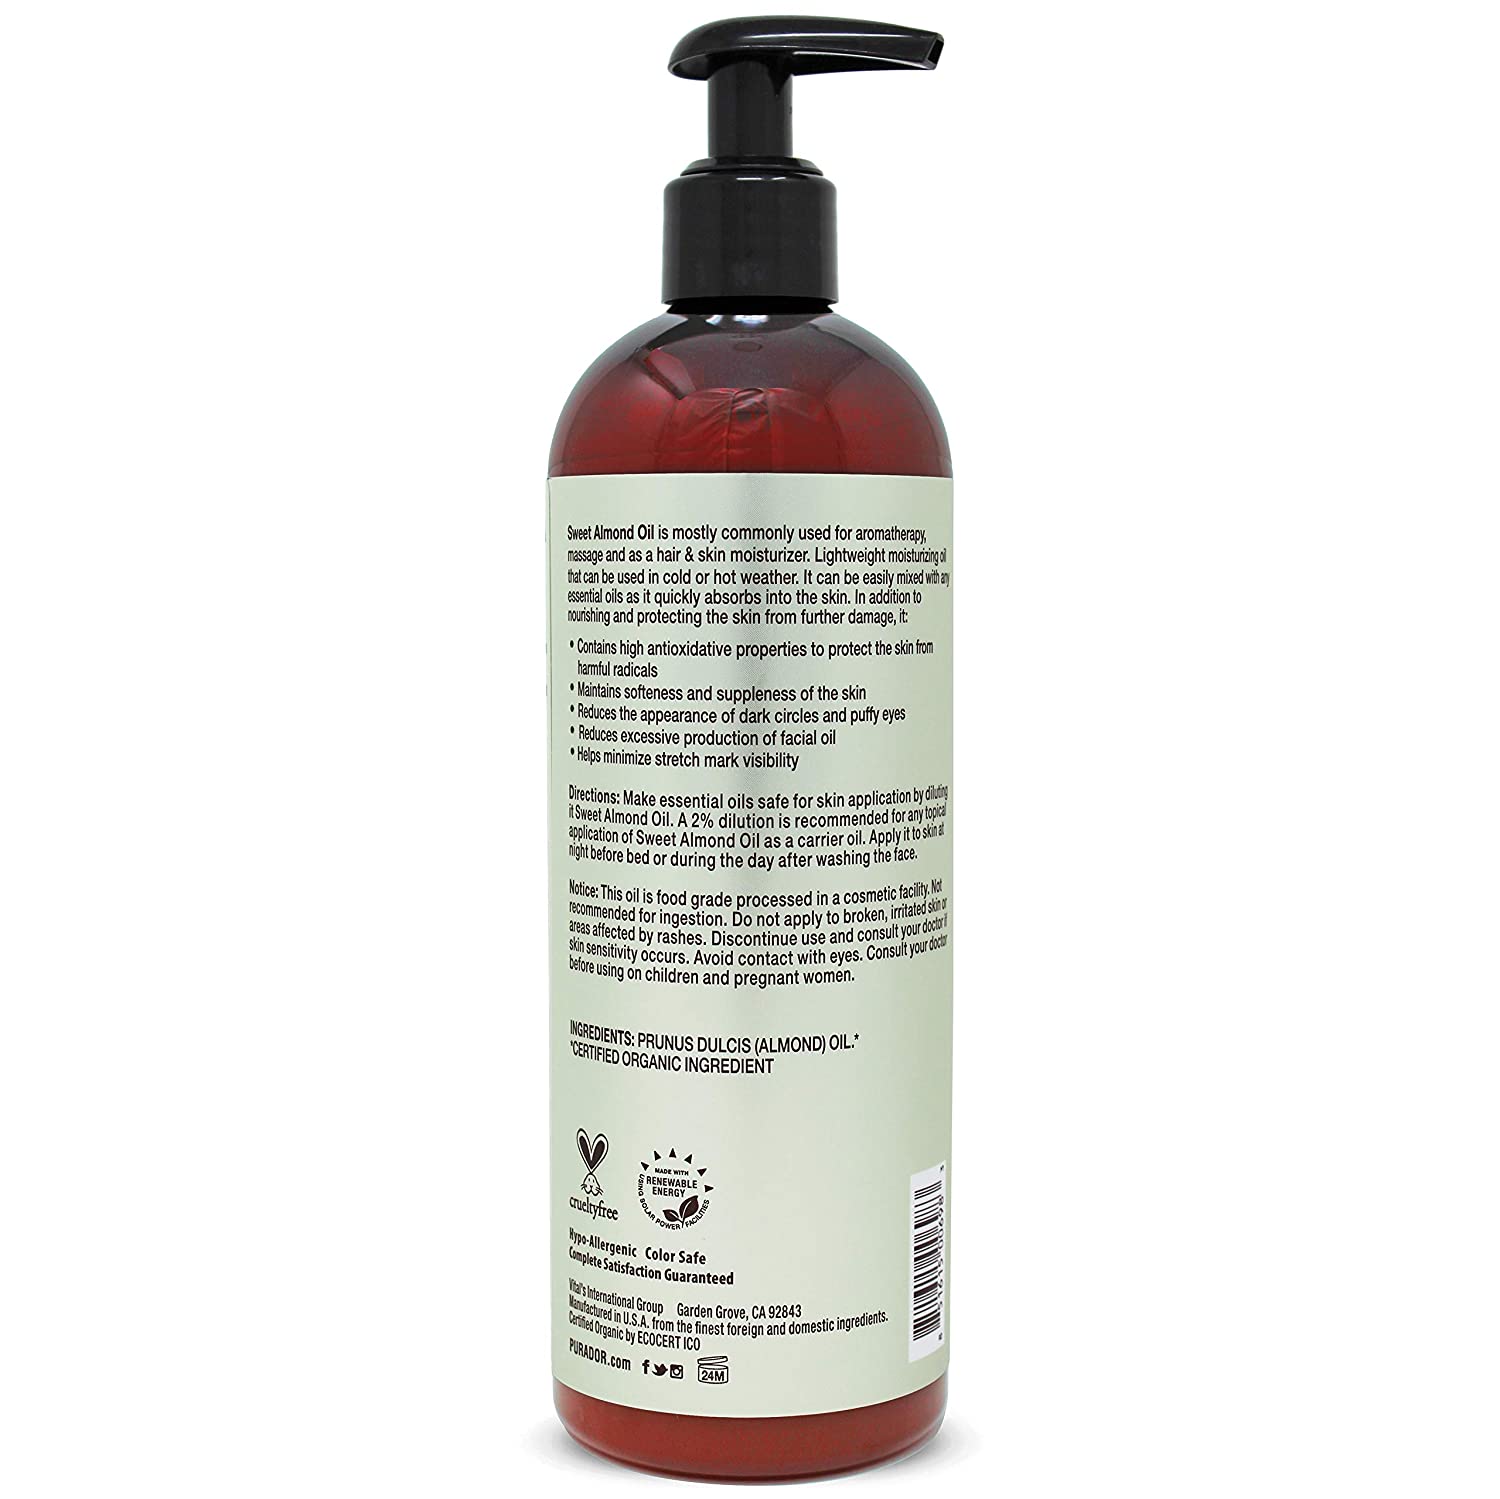 Sweet Almond Oil is mostly commonly used for aromatherapy,
massage and as a hair & skin moisturizer. Lightweight moisturizing oil
that can be used in cold or hot weather. It can be easily mixed with any
essential oils as it quickly absorbs into the skin. In addition to
nourishing and protecting the skin from further damage, it:
• Contains high antioxidative properties to protect the skin from
harmful radicals
• Maintains softeness and suppleness of the skin
• Reduces the appearance of dark circles and puffy eyes
• Reduces excessive production of facial oil
• Helps minimize stretch mark visibility
Directions: Make essential oils safe for skin application by diluting
it Sweet Almond Oil. A 2% dilution is recommended for any topical
application of Sweet Almond Oil as a carrier oil. Apply it to skin at
night before bed or during the day after washing the face.
Notice: This oil is food grade processed in a cosmetic facility. Not
recommended for ingestion. Do not apply to broken, irritated skin or
areas affected by rashes. Discontinue use and consult your doctor if
skin sensitivity occurs. Avoid contact with eyes. Consult your doctor
before using on children and pregnant women.
INGREDIENTS: PRUNUS DULCIS (ALMOND) OIL.*
*CERTIFIED ORGANIC INGREDIENT
crueltyfree
MADE WITH
RENEWABLE
ENERGY
USING SOLAR POWER FACILITIES
Hypo-Allergenic Color Safe
Complete Satisfaction Guaranteed
Vital's International Group Garden Grove, CA 92843
Manufactured in U.S.A. from the finest foreign and domestic ingredients.
Certified Organic by ECOCERT ICO
PURADOR.com
24M
8 51615 00698 1